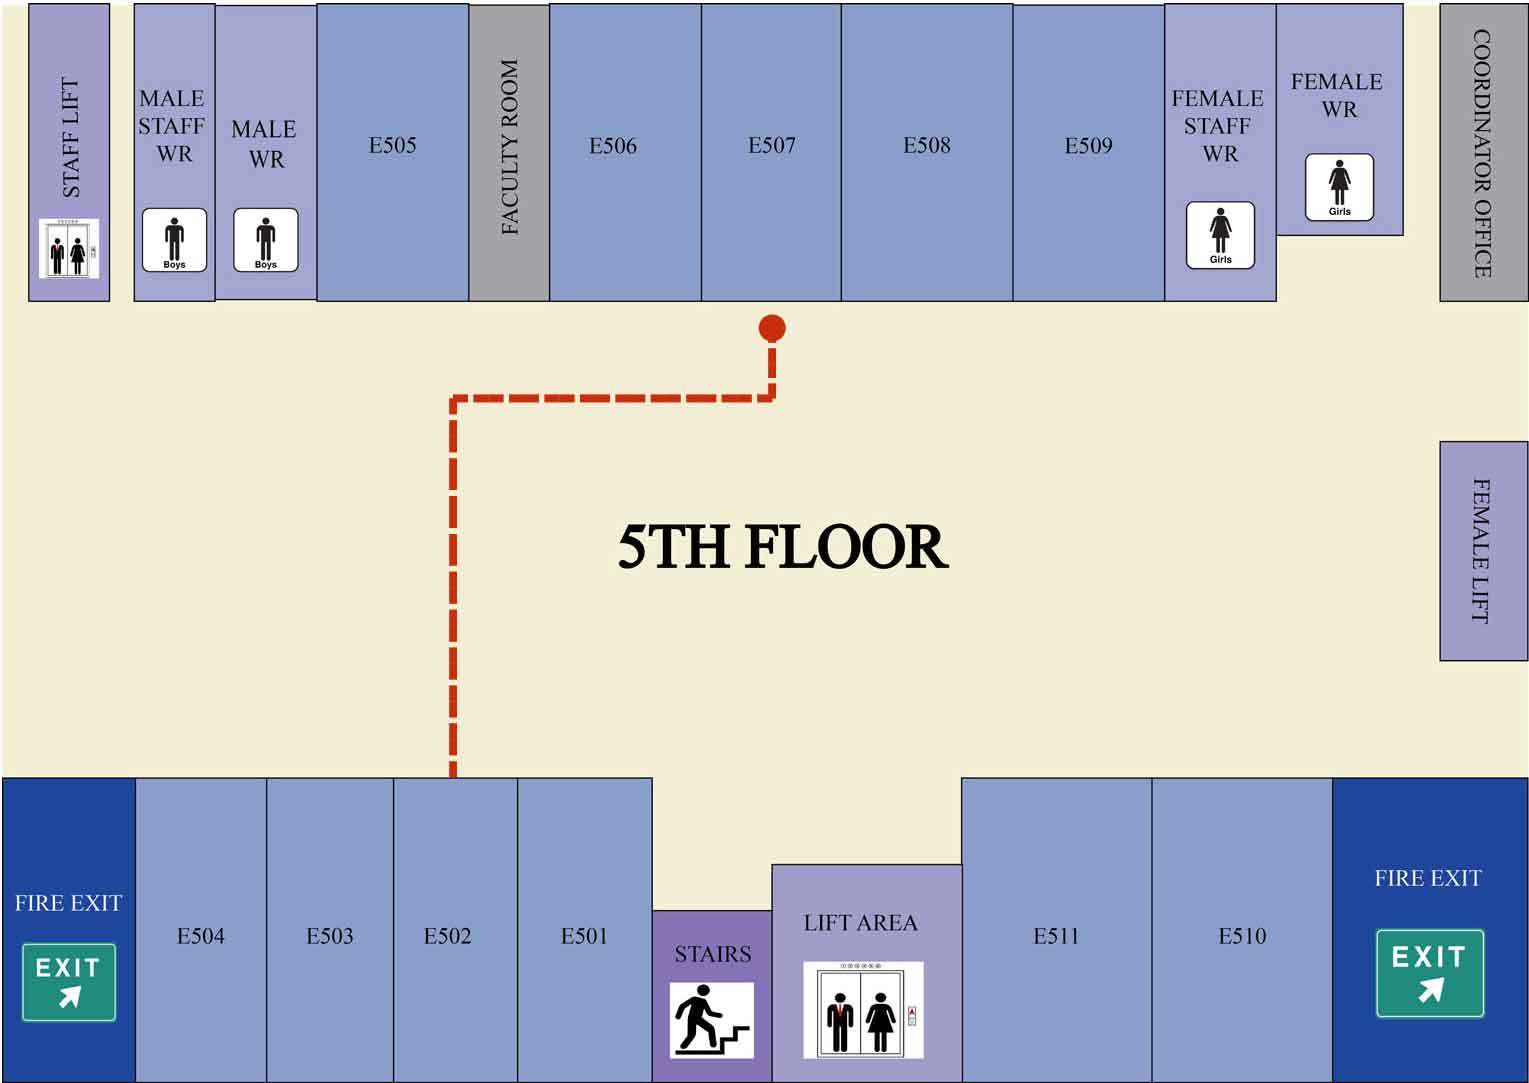 STAFF LIFT
MALE
STAFF
WR
Boys
MALE
WR
Boys
E505
FACULTY ROOM
E506
E507
E508
E509
FEMALE
STAFF
WR
Girls
FEMALE
WR
Girls
COORDINATOR OFFICE
5TH FLOOR
FEMALE LIFT
FIRE EXIT
EXIT
E504
E503
E502
E501
STAIRS
LIFT AREA
E511
E510
FIRE EXIT
EXIT